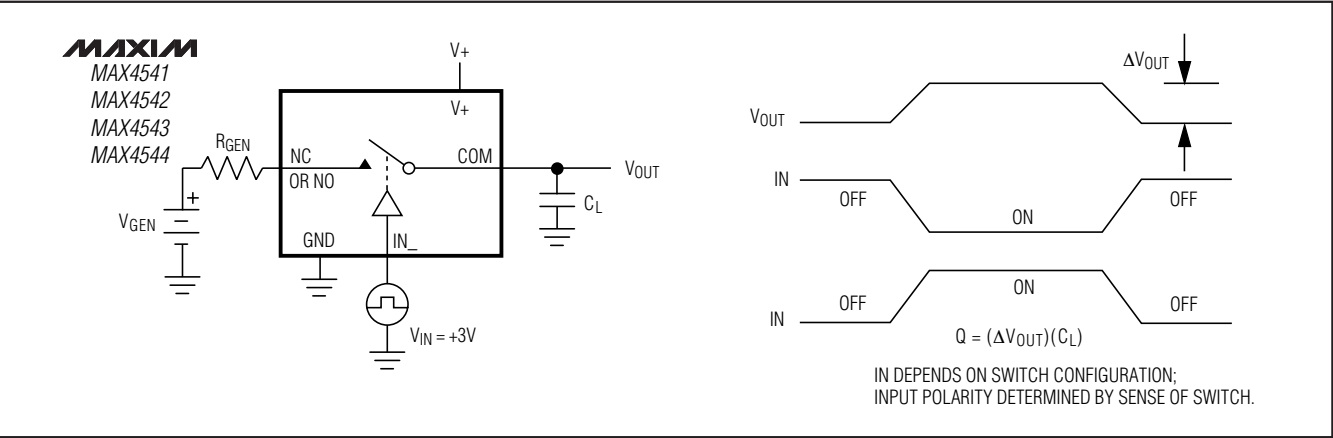 MAXIM
MAX4541
MAX4542
MAX4543
MAX4544
V+
V+
RGEN
NC
OR NO
COM
VOUT
CL
+
VGEN
GND
IN_
VIN = +3V
ΔVOUT
VOUT
IN
OFF
ON
OFF
IN
OFF
ON
OFF
Q = (ΔVOUT)(CL)
IN DEPENDS ON SWITCH CONFIGURATION;
INPUT POLARITY DETERMINED BY SENSE OF SWITCH.